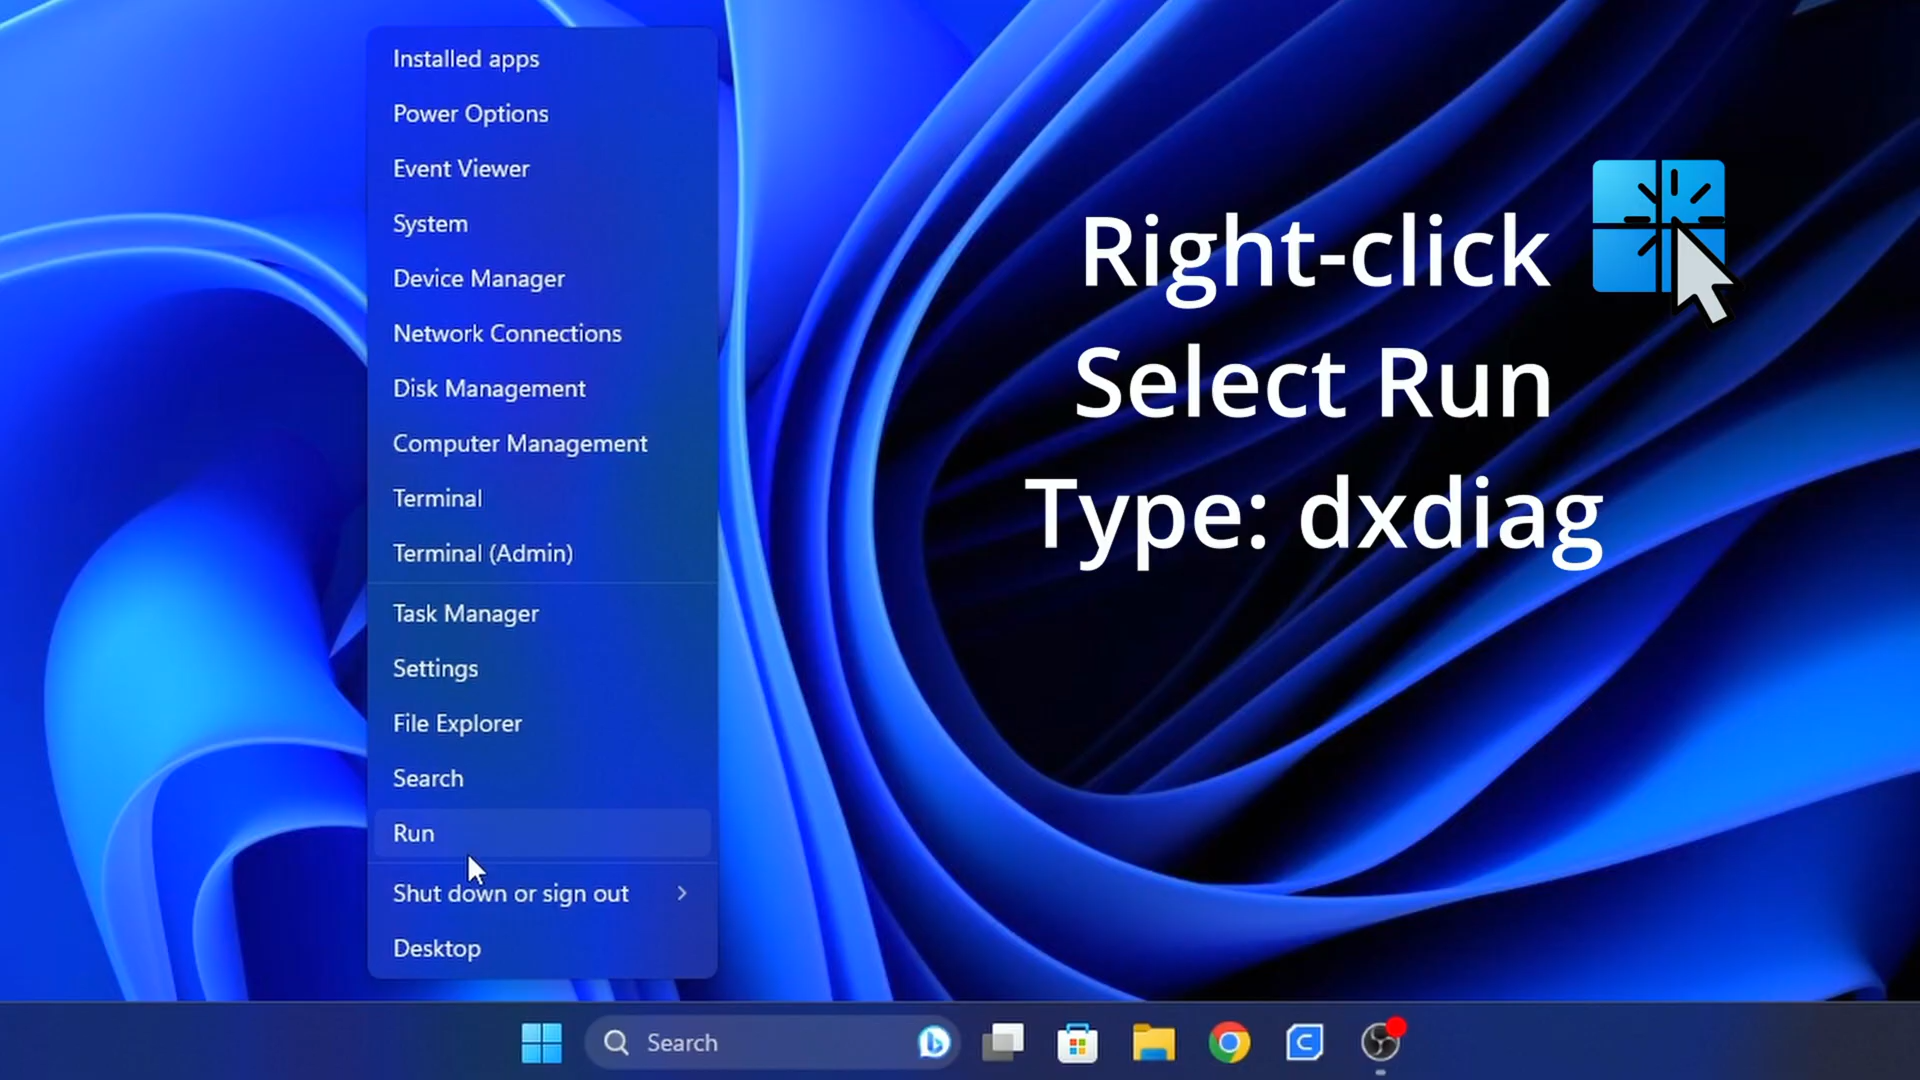 Installed apps
Power Options
Event Viewer
System
Device Manager
Network Connections
Disk Management
Computer Management
Terminal
Terminal (Admin)
Task Manager
Settings
File Explorer
Search
Run
Shut down or sign out
Desktop
Right-click
Select Run
Type: dxdiag
Search